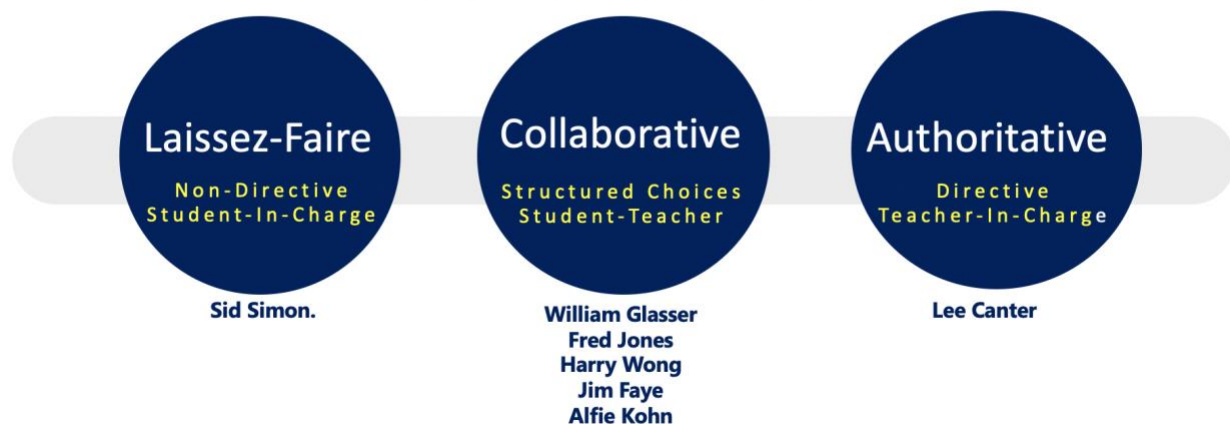 Laissez-Faire
Non-Directive
Student-In-Charge
Sid Simon.
Collaborative
Structured Choices
Student-Teacher
William Glasser
Fred Jones
Harry Wong
Jim Faye
Alfie Kohn
Authoritative
Directive
Teacher-In-Charge
Lee Canter